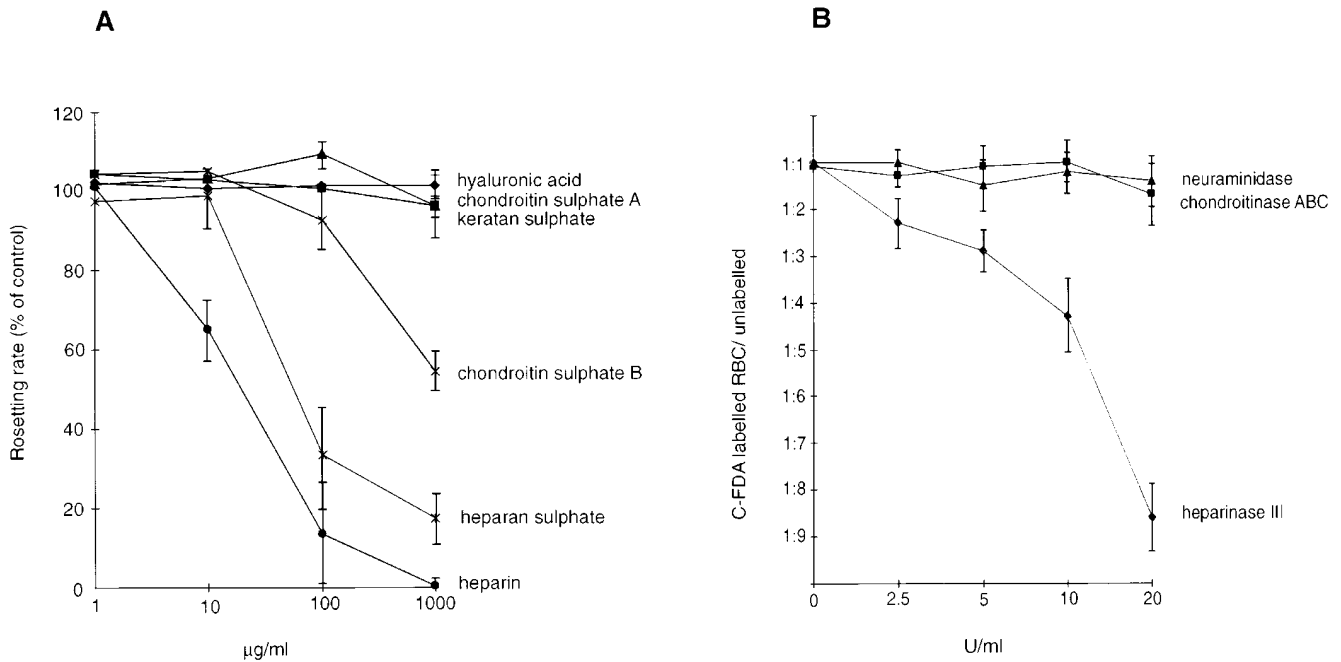 A
Rosetting rate (% of control)
120
100
80
60
40
20
0
1
10
100
1000
µg/ml
hyaluronic acid
chondroitin sulphate A
keratan sulphate
chondroitin sulphate B
heparan sulphate
heparin
B
C-FDA labelled RBC/ unlabelled
1:1
1:2
1:3
1:4
1:5
1:6
1:7
1:8
1:9
0
2.5
5
10
20
U/ml
neuraminidase
chondroitinase ABC
heparinase III